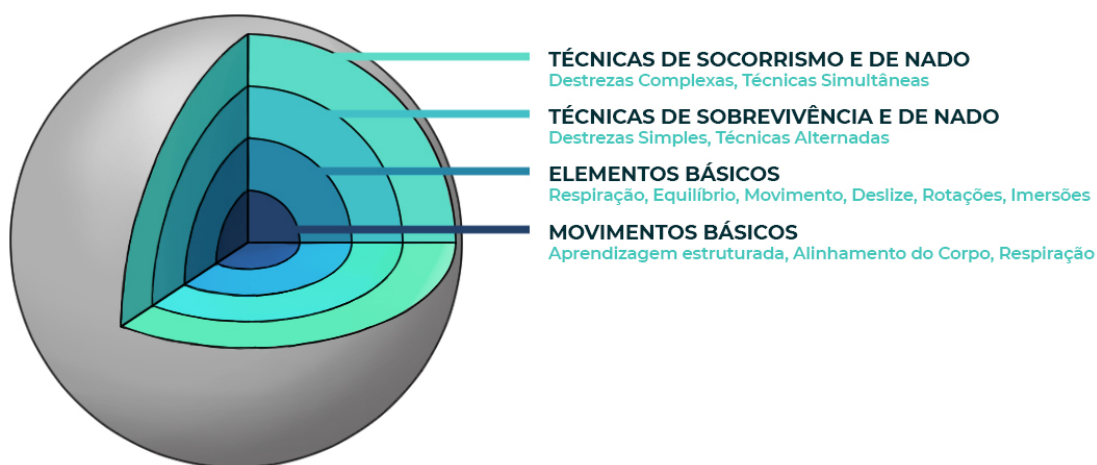 TÉCNICAS DE SOCORRISMO E DE NADO
Destrezas Complexas, Técnicas Simultâneas
TÉCNICAS DE SOBREVIVÊNCIA E DE NADO
Destrezas Simples, Técnicas Alternadas
ELEMENTOS BÁSICOS
Respiração, Equilíbrio, Movimento, Deslize, Rotações, Imersões
MOVIMENTOS BÁSICOS
Aprendizagem estruturada, Alinhamento do Corpo, Respiração